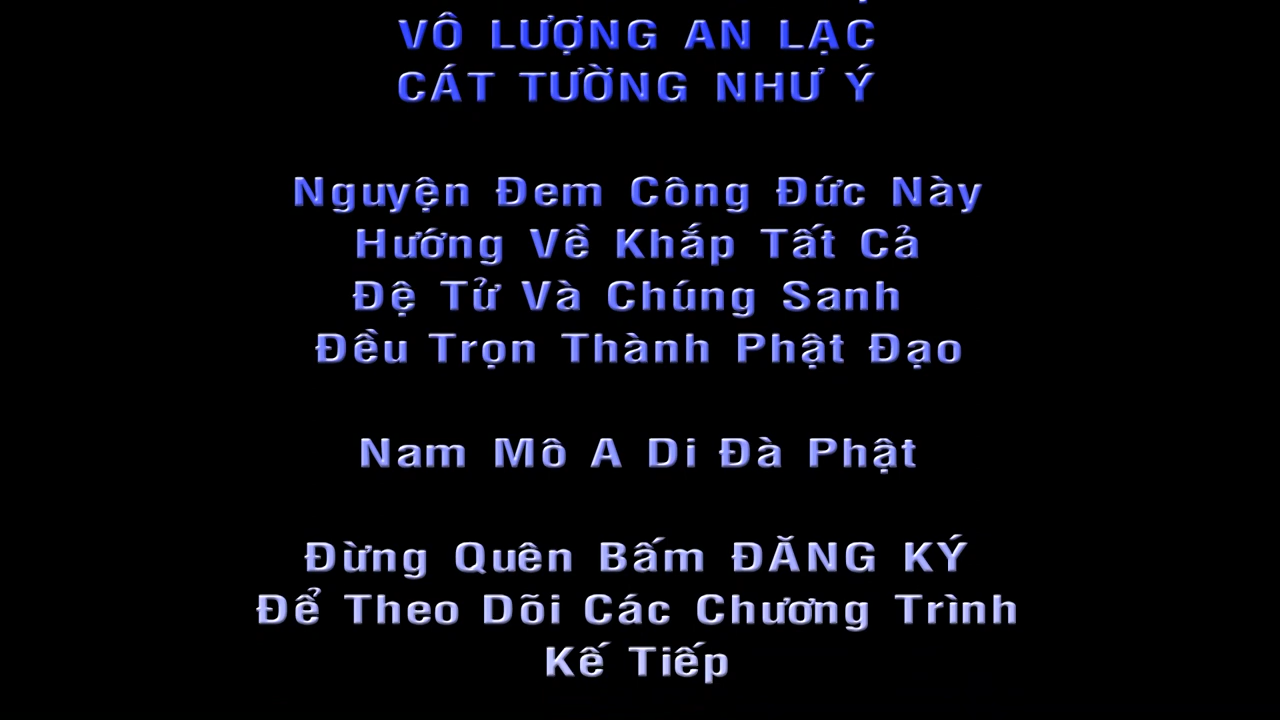 VÔ LƯỢNG AN LẠC
CÁT TƯỜNG NHƯ Ý
Nguyện Đem Công Đức Này
Hướng Về Khắp Tất Cả
Đệ Tử Và Chúng Sanh
Đều Trọn Thành Phật Đạo
Nam Mô A Di Đà Phật
Đừng Quên Bấm ĐĂNG KÝ
Để Theo Dõi Các Chương Trình
Kế Tiếp